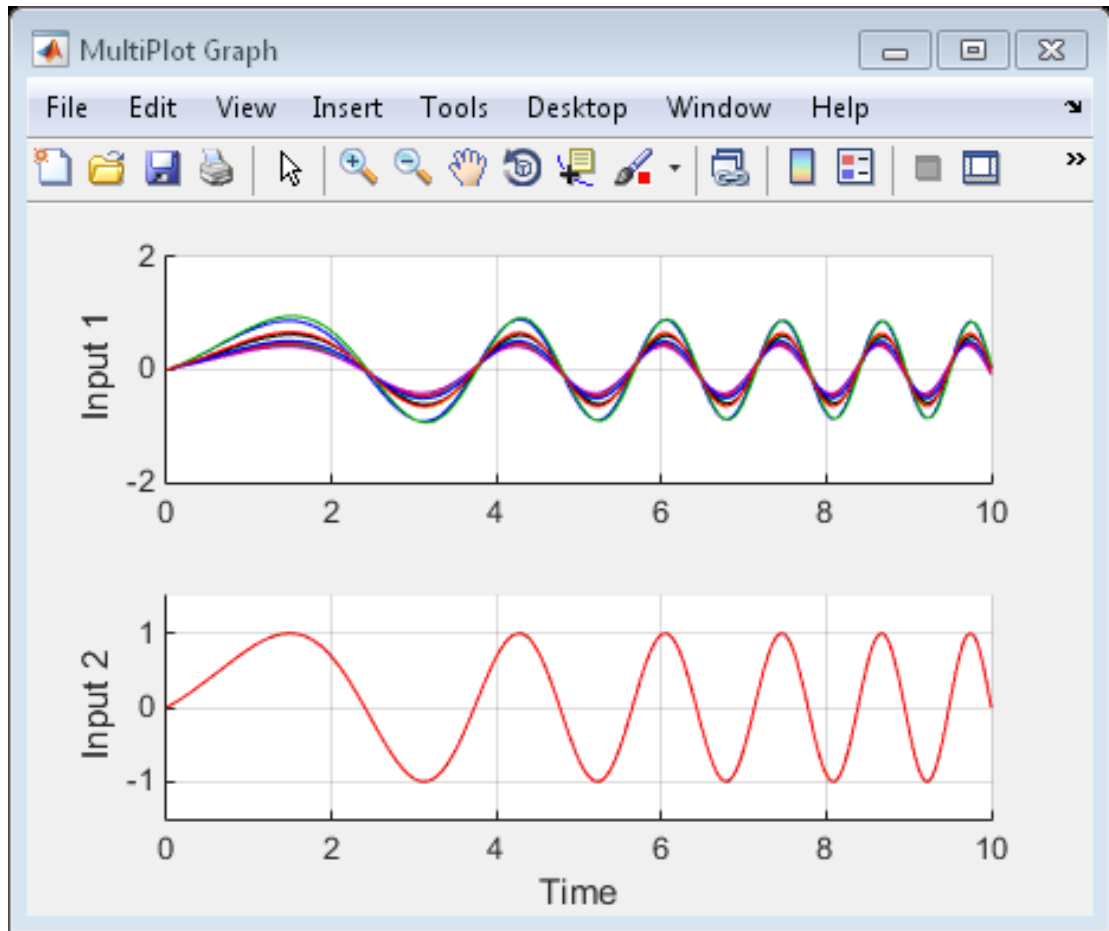 MultiPlot Graph
File Edit View Insert Tools Desktop Window Help
2
0
-2
Input 1
0 2 4 6 8 10
1
0
-1
Input 2
0 2 4 6 8 10
Time